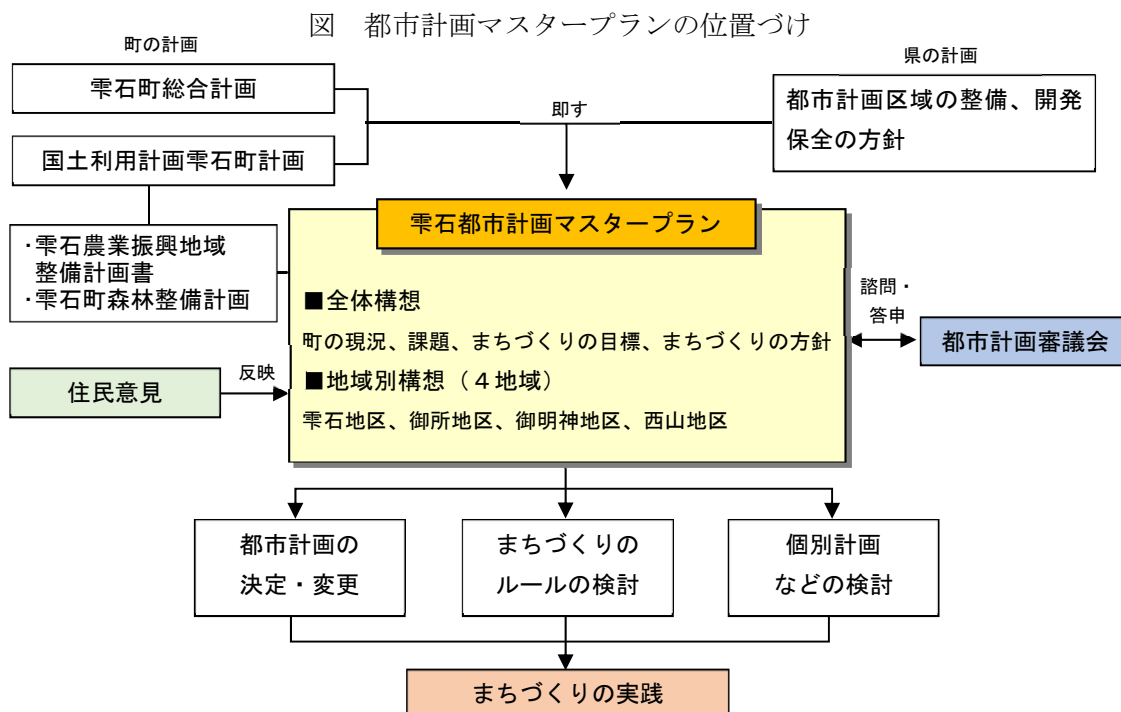 図 都市計画マスタープランの位置づけ
町の計画
県の計画
雫石町総合計画
都市計画区域の整備、開発
保全の方針
即す
国土利用計画雫石町計画
雫石都市計画マスタープラン
・雫石農業振興地域
整備計画書
・雫石町森林整備計画
■全体構想
町の現況、課題、まちづくりの目標、まちづくりの方針
■地域別構想（４地域）
雫石地区、御所地区、御明神地区、西山地区
諮問・
答申
都市計画審議会
住民意見
反映
都市計画の
決定・変更
まちづくりの
ルールの検討
個別計画
などの検討
まちづくりの実践